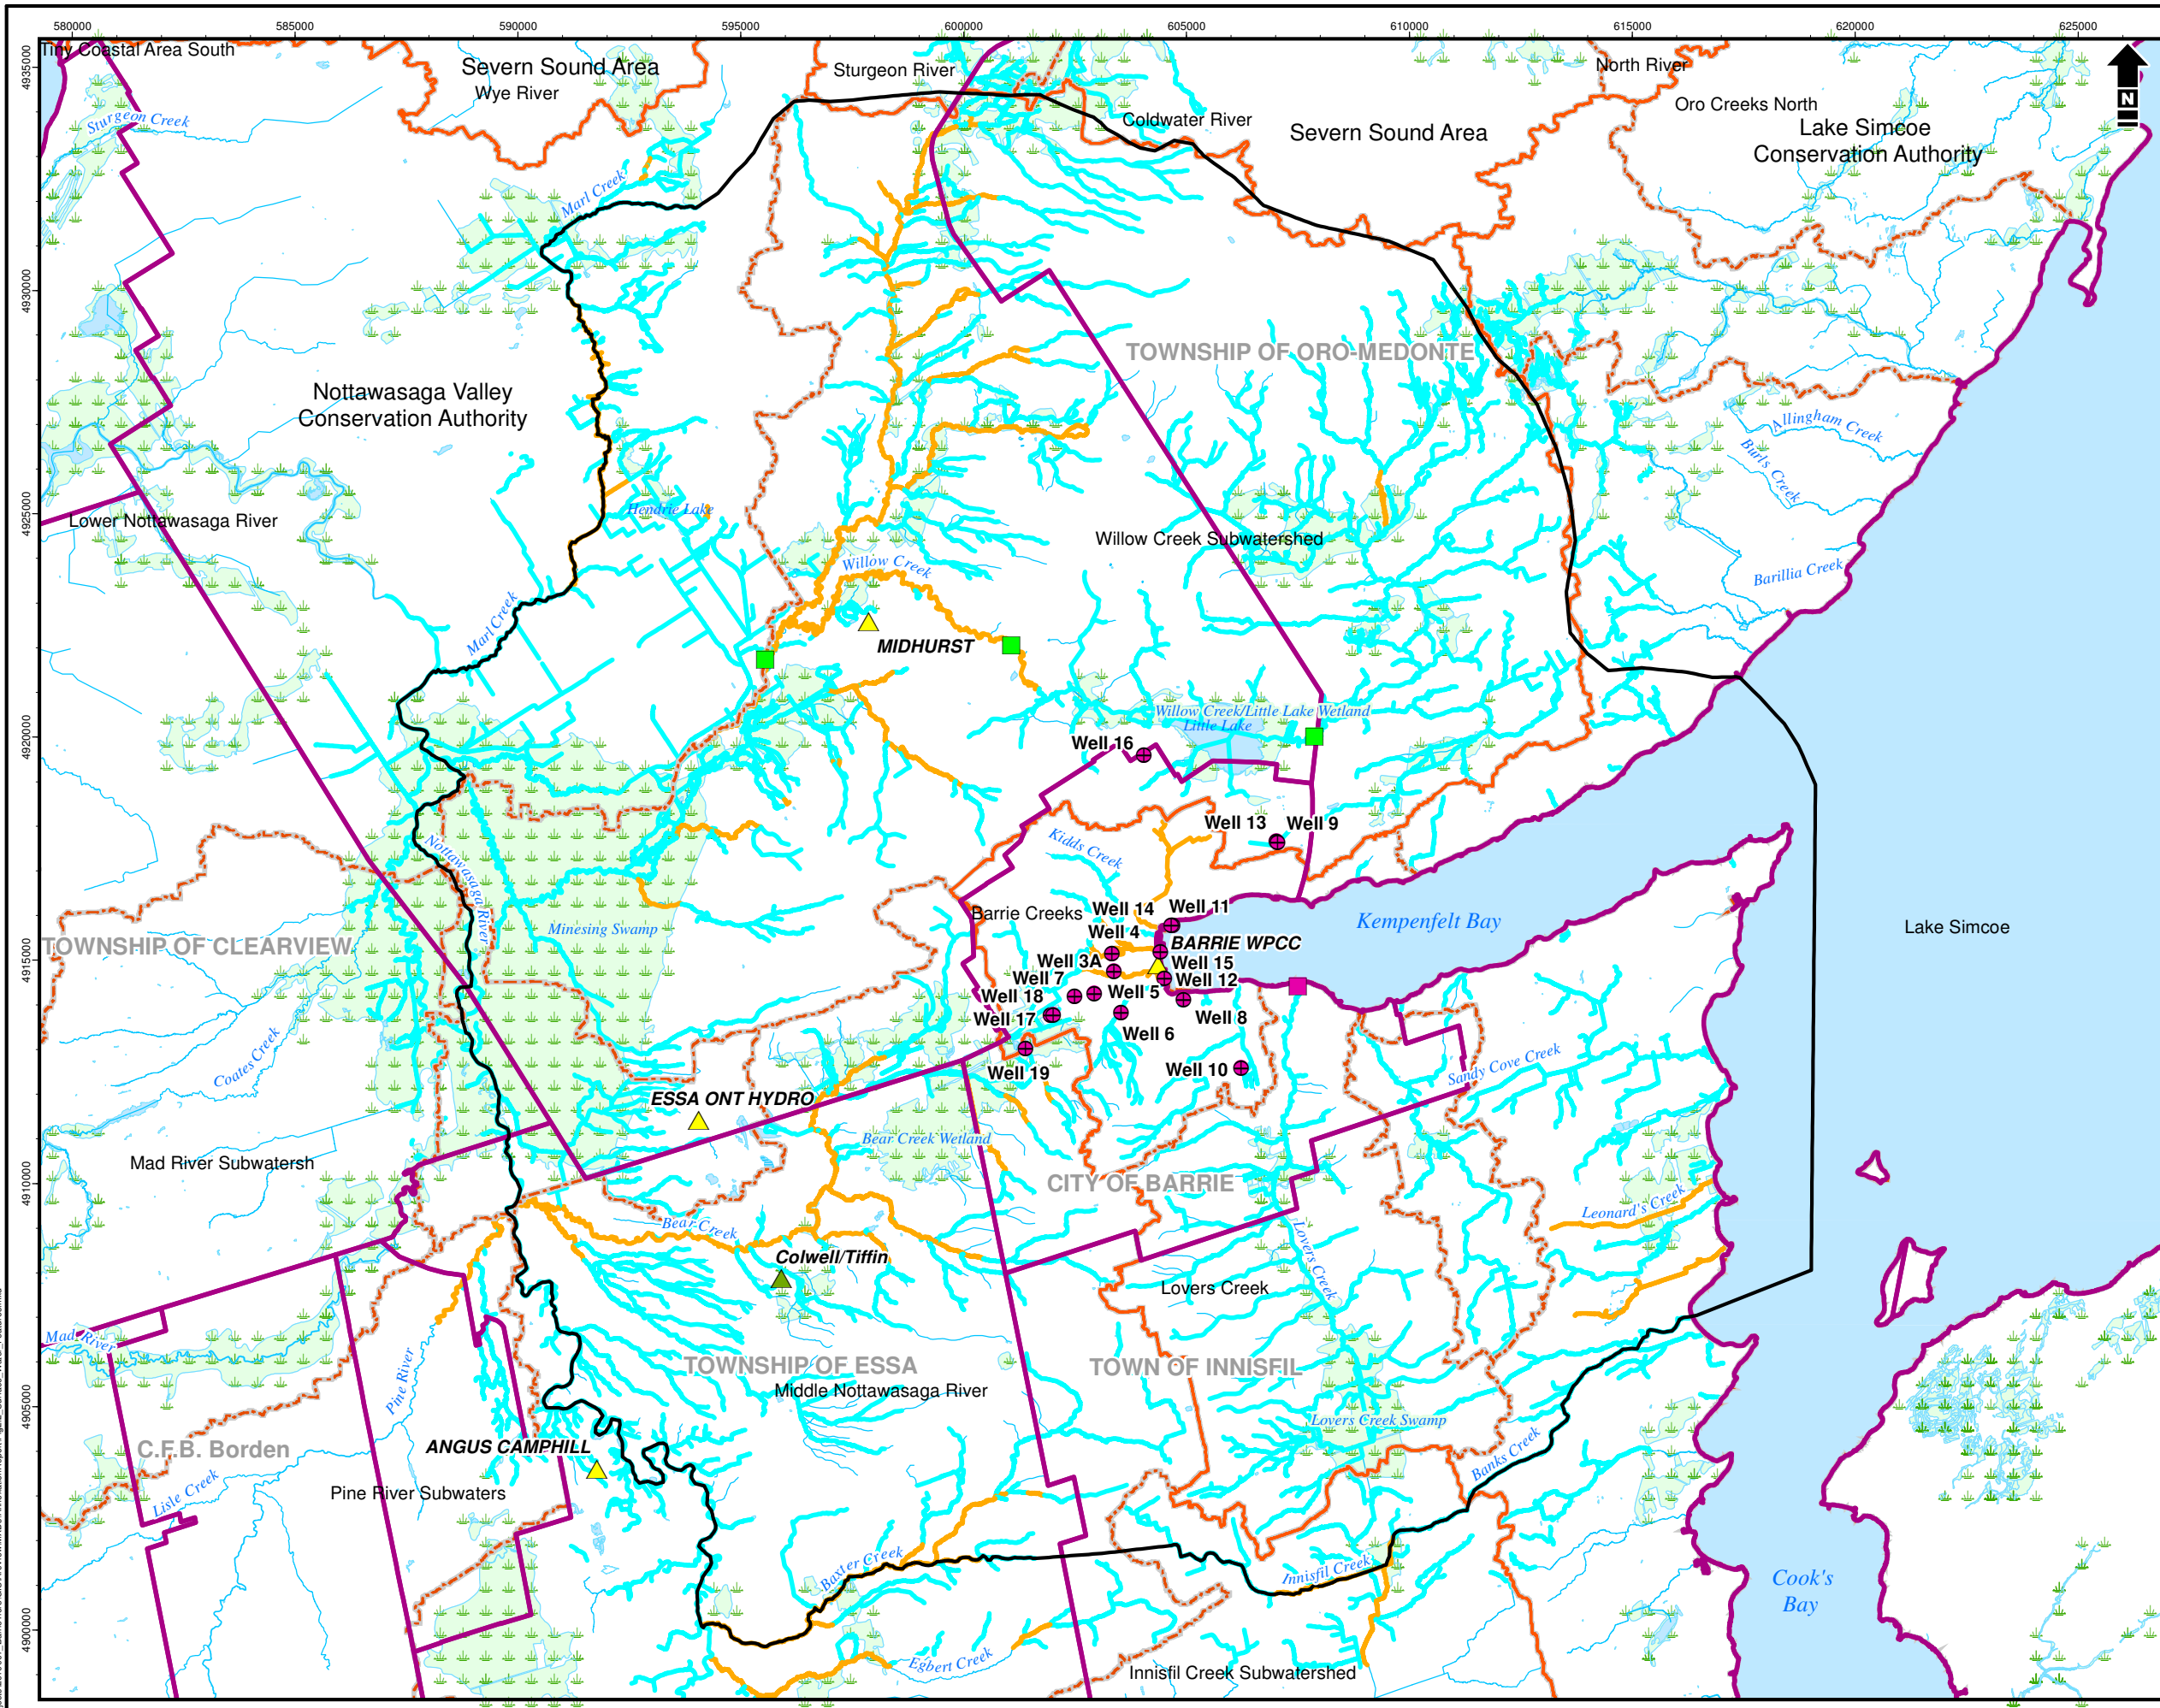 580000 585000 590000 595000 600000 605000 610000 615000 620000 625000
4935000
4930000
4925000
4920000
4915000
4910000
4905000
4900000
Tiny Coastal Area South
Severn Sound Area
Wye River
Sturgeon River
North River
Oro Creeks North
Coldwater River
Severn Sound Area
Lake Simcoe
Conservation Authority
N
Sturgeon Creek
Marl Creek
TOWNSHIP OF ORO-MEDONTE
Nottawasaga Valley
Conservation Authority
Allingham Creek
Burls Creek
Hendrie Lake
Lower Nottawasaga River
Willow Creek Subwatershed
Willow Creek
Barillia Creek
Marl Creek
MIDHURST
Willow Creek/Little Lake Wetland
Little Lake
Well 16
Well 13
Well 9
Kidds Creek
Nottawasaga River
Barrie Creeks
Well 14
Well 11
Well 4
Kempenfelt Bay
Lake Simcoe
Minesing Swamp
TOWNSHIP OF CLEARVIEW
BARRIE WPCC
Well 3A
Well 15
Well 7
Well 12
Well 5
Well 18
Well 17
Well 8
Well 6
Well 19
Well 10
Coates Creek
Sandy Cove Creek
ESSA ONT HYDRO
Bear Creek Wetland
Mad River Subwatersh
CITY OF BARRIE
Leonard's Creek
Bear Creek
Colwell/Tiffin
Lovers Creek
Lovers Creek
Mad River
Pine River
TOWNSHIP OF ESSA
TOWN OF INNISFIL
Middle Nottawasaga River
Lovers Creek Swamp
C.F.B. Borden
ANGUS CAMPHILL
Banks Creek
Lisle Creek
Pine River Subwaters
Baxter Creek
Innisfil Creek
Cook's
Bay
Egbert Creek
Innisfil Creek Subwatershed